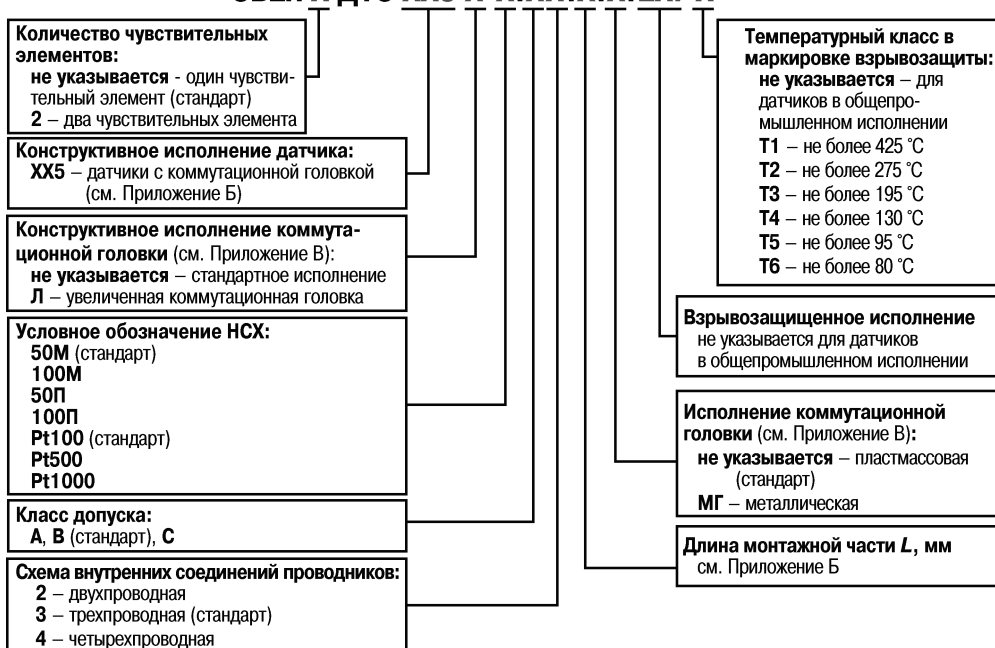 Количество чувствительных
элементов:
не указывается - один чувстви-
тельный элемент (стандарт)
2 – два чувствительных элемента
Конструктивное исполнение датчика:
ХХ5 – датчики с коммутационной головкой
(см. Приложение Б)
Конструктивное исполнение коммута-
ционной головки (см. Приложение В):
не указывается – стандартное исполнение
Л – увеличенная коммутационная головка
Условное обозначение НСХ:
50М (стандарт)
100М
50П
100П
Pt100 (стандарт)
Pt500
Pt1000
Класс допуска:
А, В (стандарт), С
Схема внутренних соединений проводников:
2 – двухпроводная
3 – трехпроводная (стандарт)
4 – четырехпроводная
Температурный класс в
маркировке взрывозащиты:
не указывается – для
датчиков в общепро-
мышленном исполнении
Т1 – не более 425 °С
Т2 – не более 275 °С
Т3 – не более 195 °С
Т4 – не более 130 °С
Т5 – не более 95 °С
Т6 – не более 80 °С
Взрывозащищенное исполнение
не указывается для датчиков
в общепромышленном исполнении
Исполнение коммутационной
головки (см. Приложение В):
не указывается – пластмассовая
(стандарт)
МГ – металлическая
Длина монтажной части L, мм
см. Приложение Б